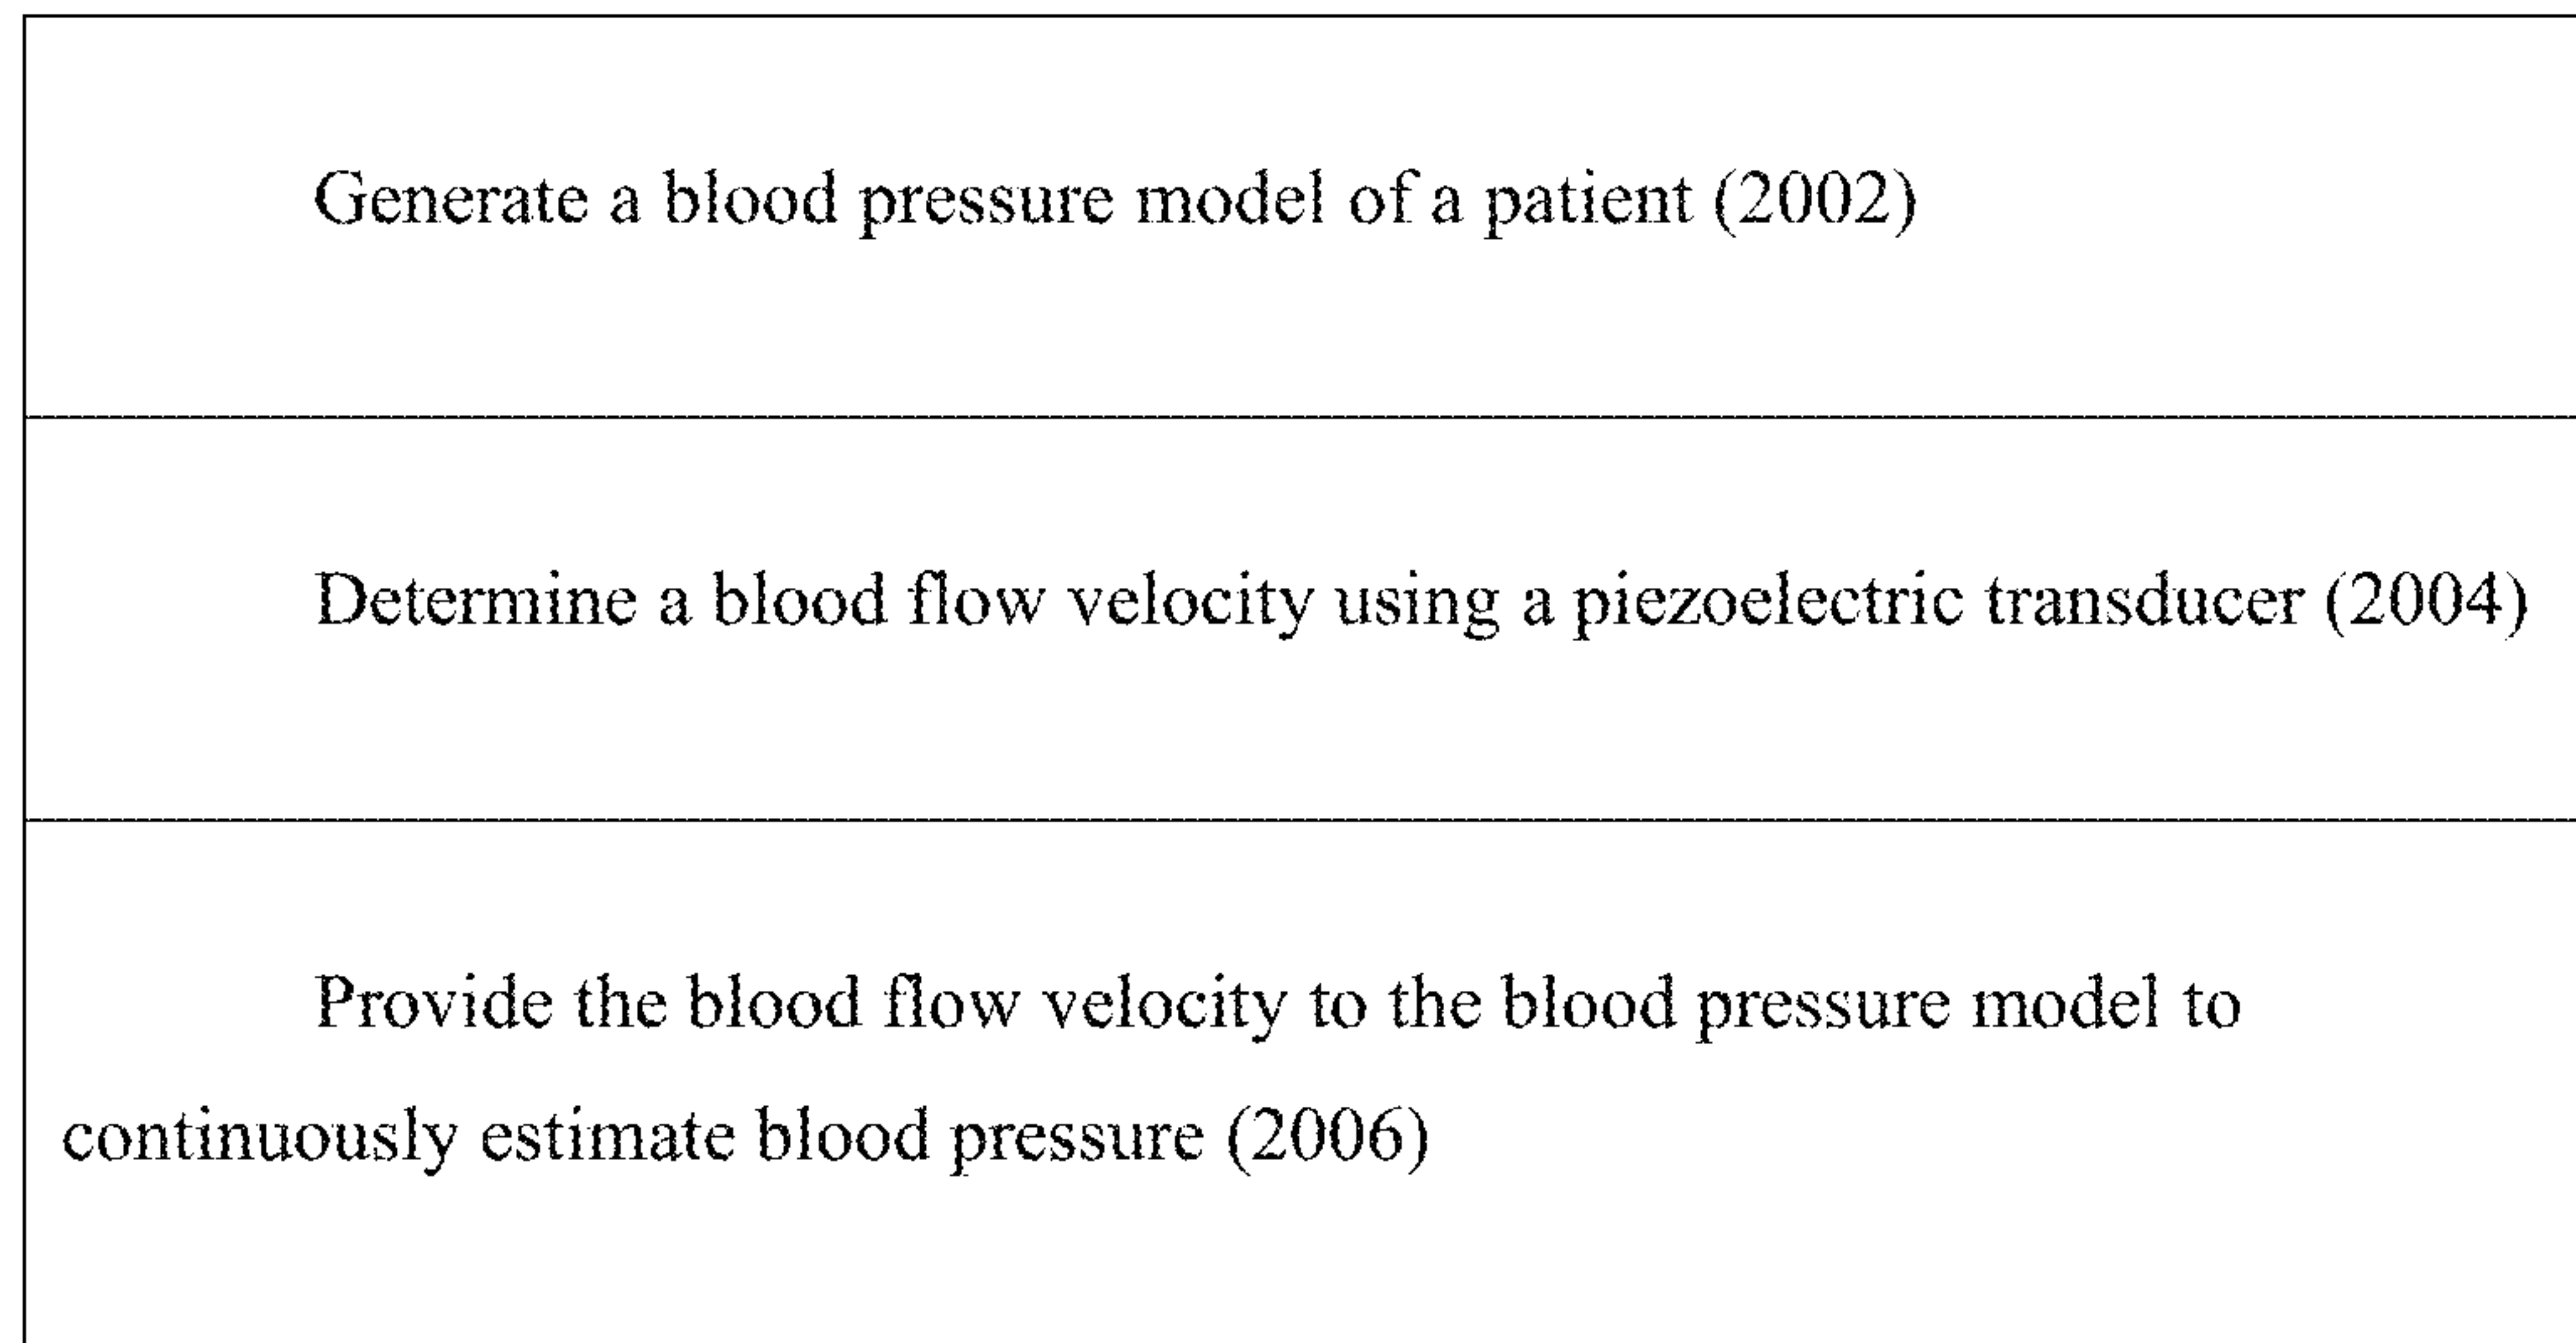 Generate a blood pressure model of a patient (2002)
Determine a blood flow velocity using a piezoelectric transducer (2004)
Provide the blood flow velocity to the blood pressure model to
continuously estimate blood pressure (2006)